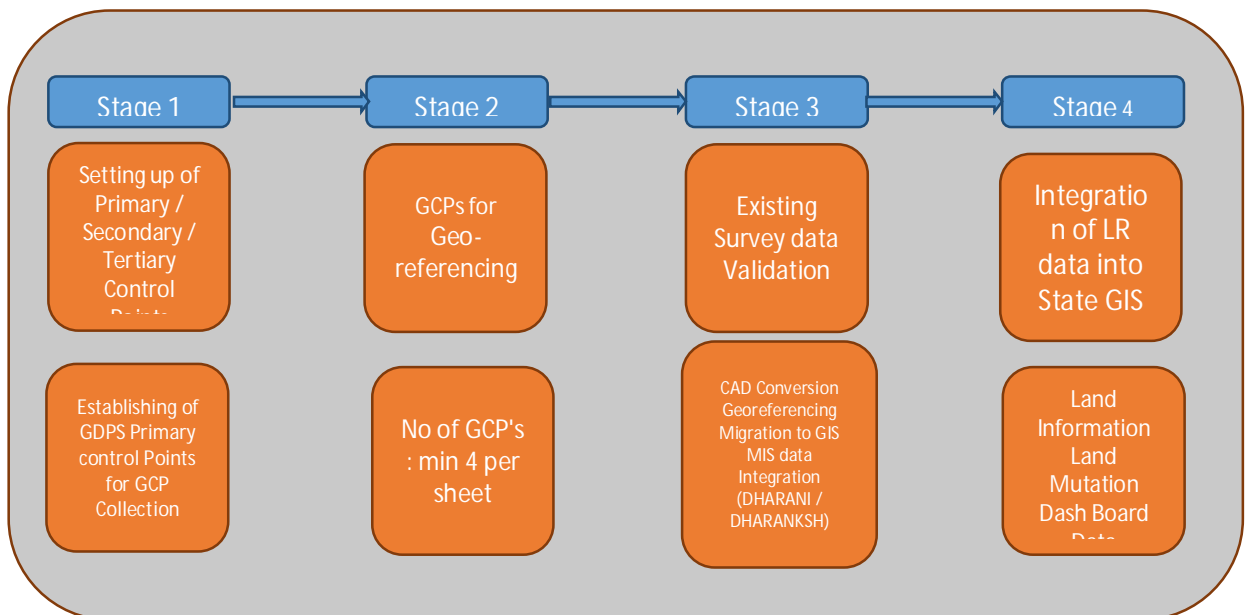 Stage 1
Stage 2
Stage 3
Stage 4
Setting up of
Primary /
Secondary /
Tertiary
Control
Points
GCPs for
Geo-
referencing
Existing
Survey data
Validation
Integratio
n of LR
data into
State GIS
Establishing of
GDPS Primary
control Points
for GCP
Collection
No of GCP's
: min 4 per
sheet
CAD Conversion
Georeferencing
Migration to GIS
MIS data
Integration
(DHARANI /
DHARANKSH)
Land
Information
Land
Mutation
Dash Board
Data